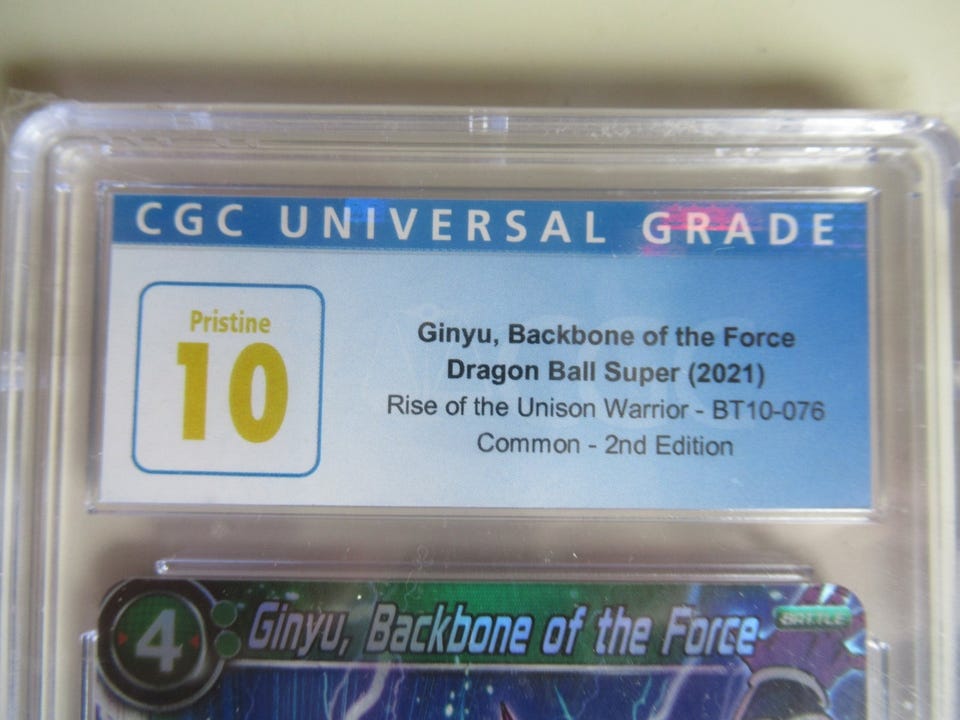 CGC UNIVERSAL GRADE
Pristine
10
Ginyu, Backbone of the Force
Dragon Ball Super (2021)
Rise of the Unison Warrior - BT10-076
Common - 2nd Edition
4 Ginyu, Backbone of the Force BATTLE